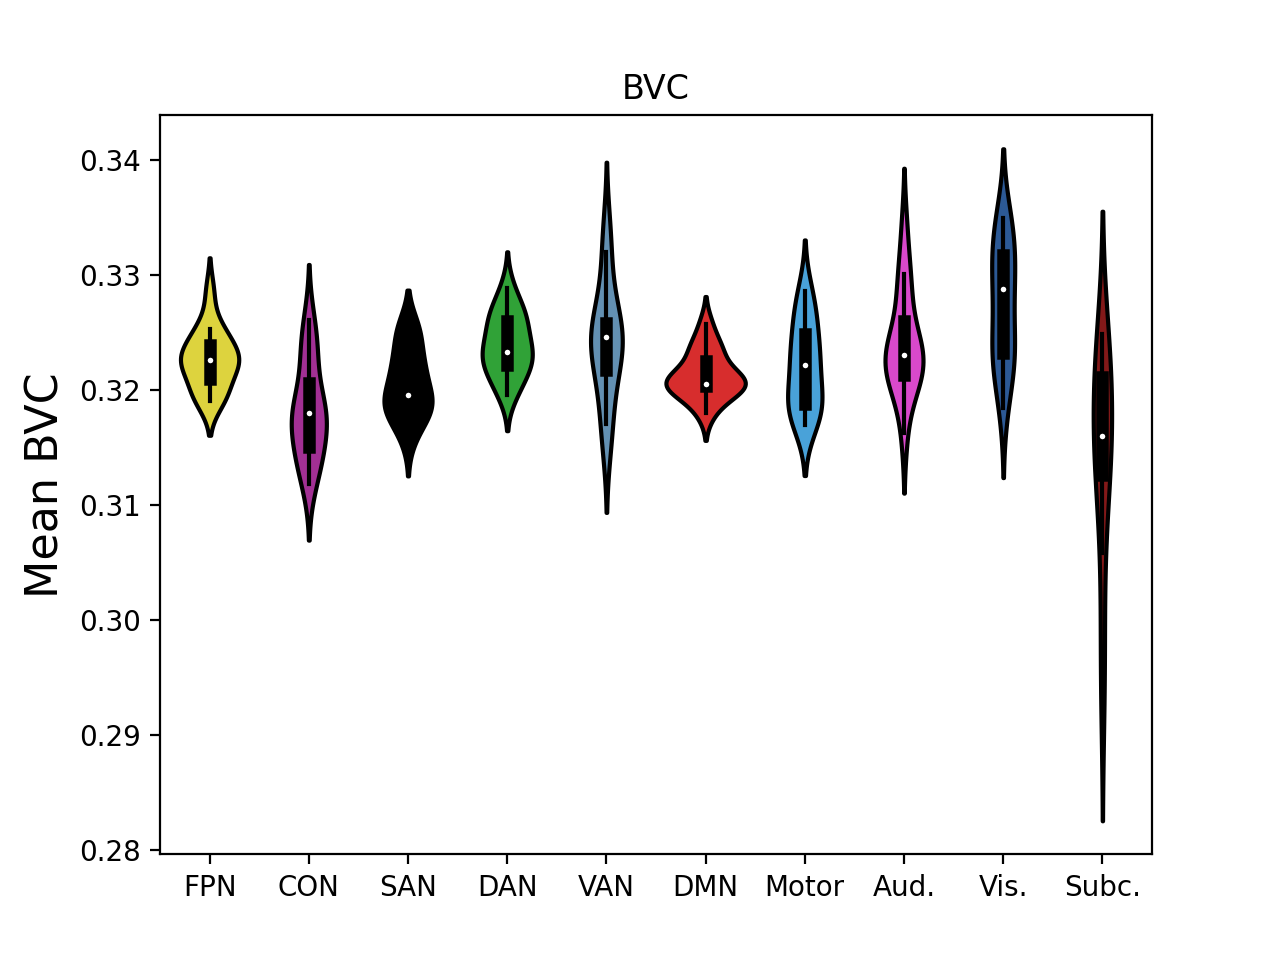 BVC
Mean BVC
0.34
0.33
0.32
0.31
0.30
0.29
0.28
FPN CON SAN DAN VAN DMN Motor Aud. Vis. Subc.